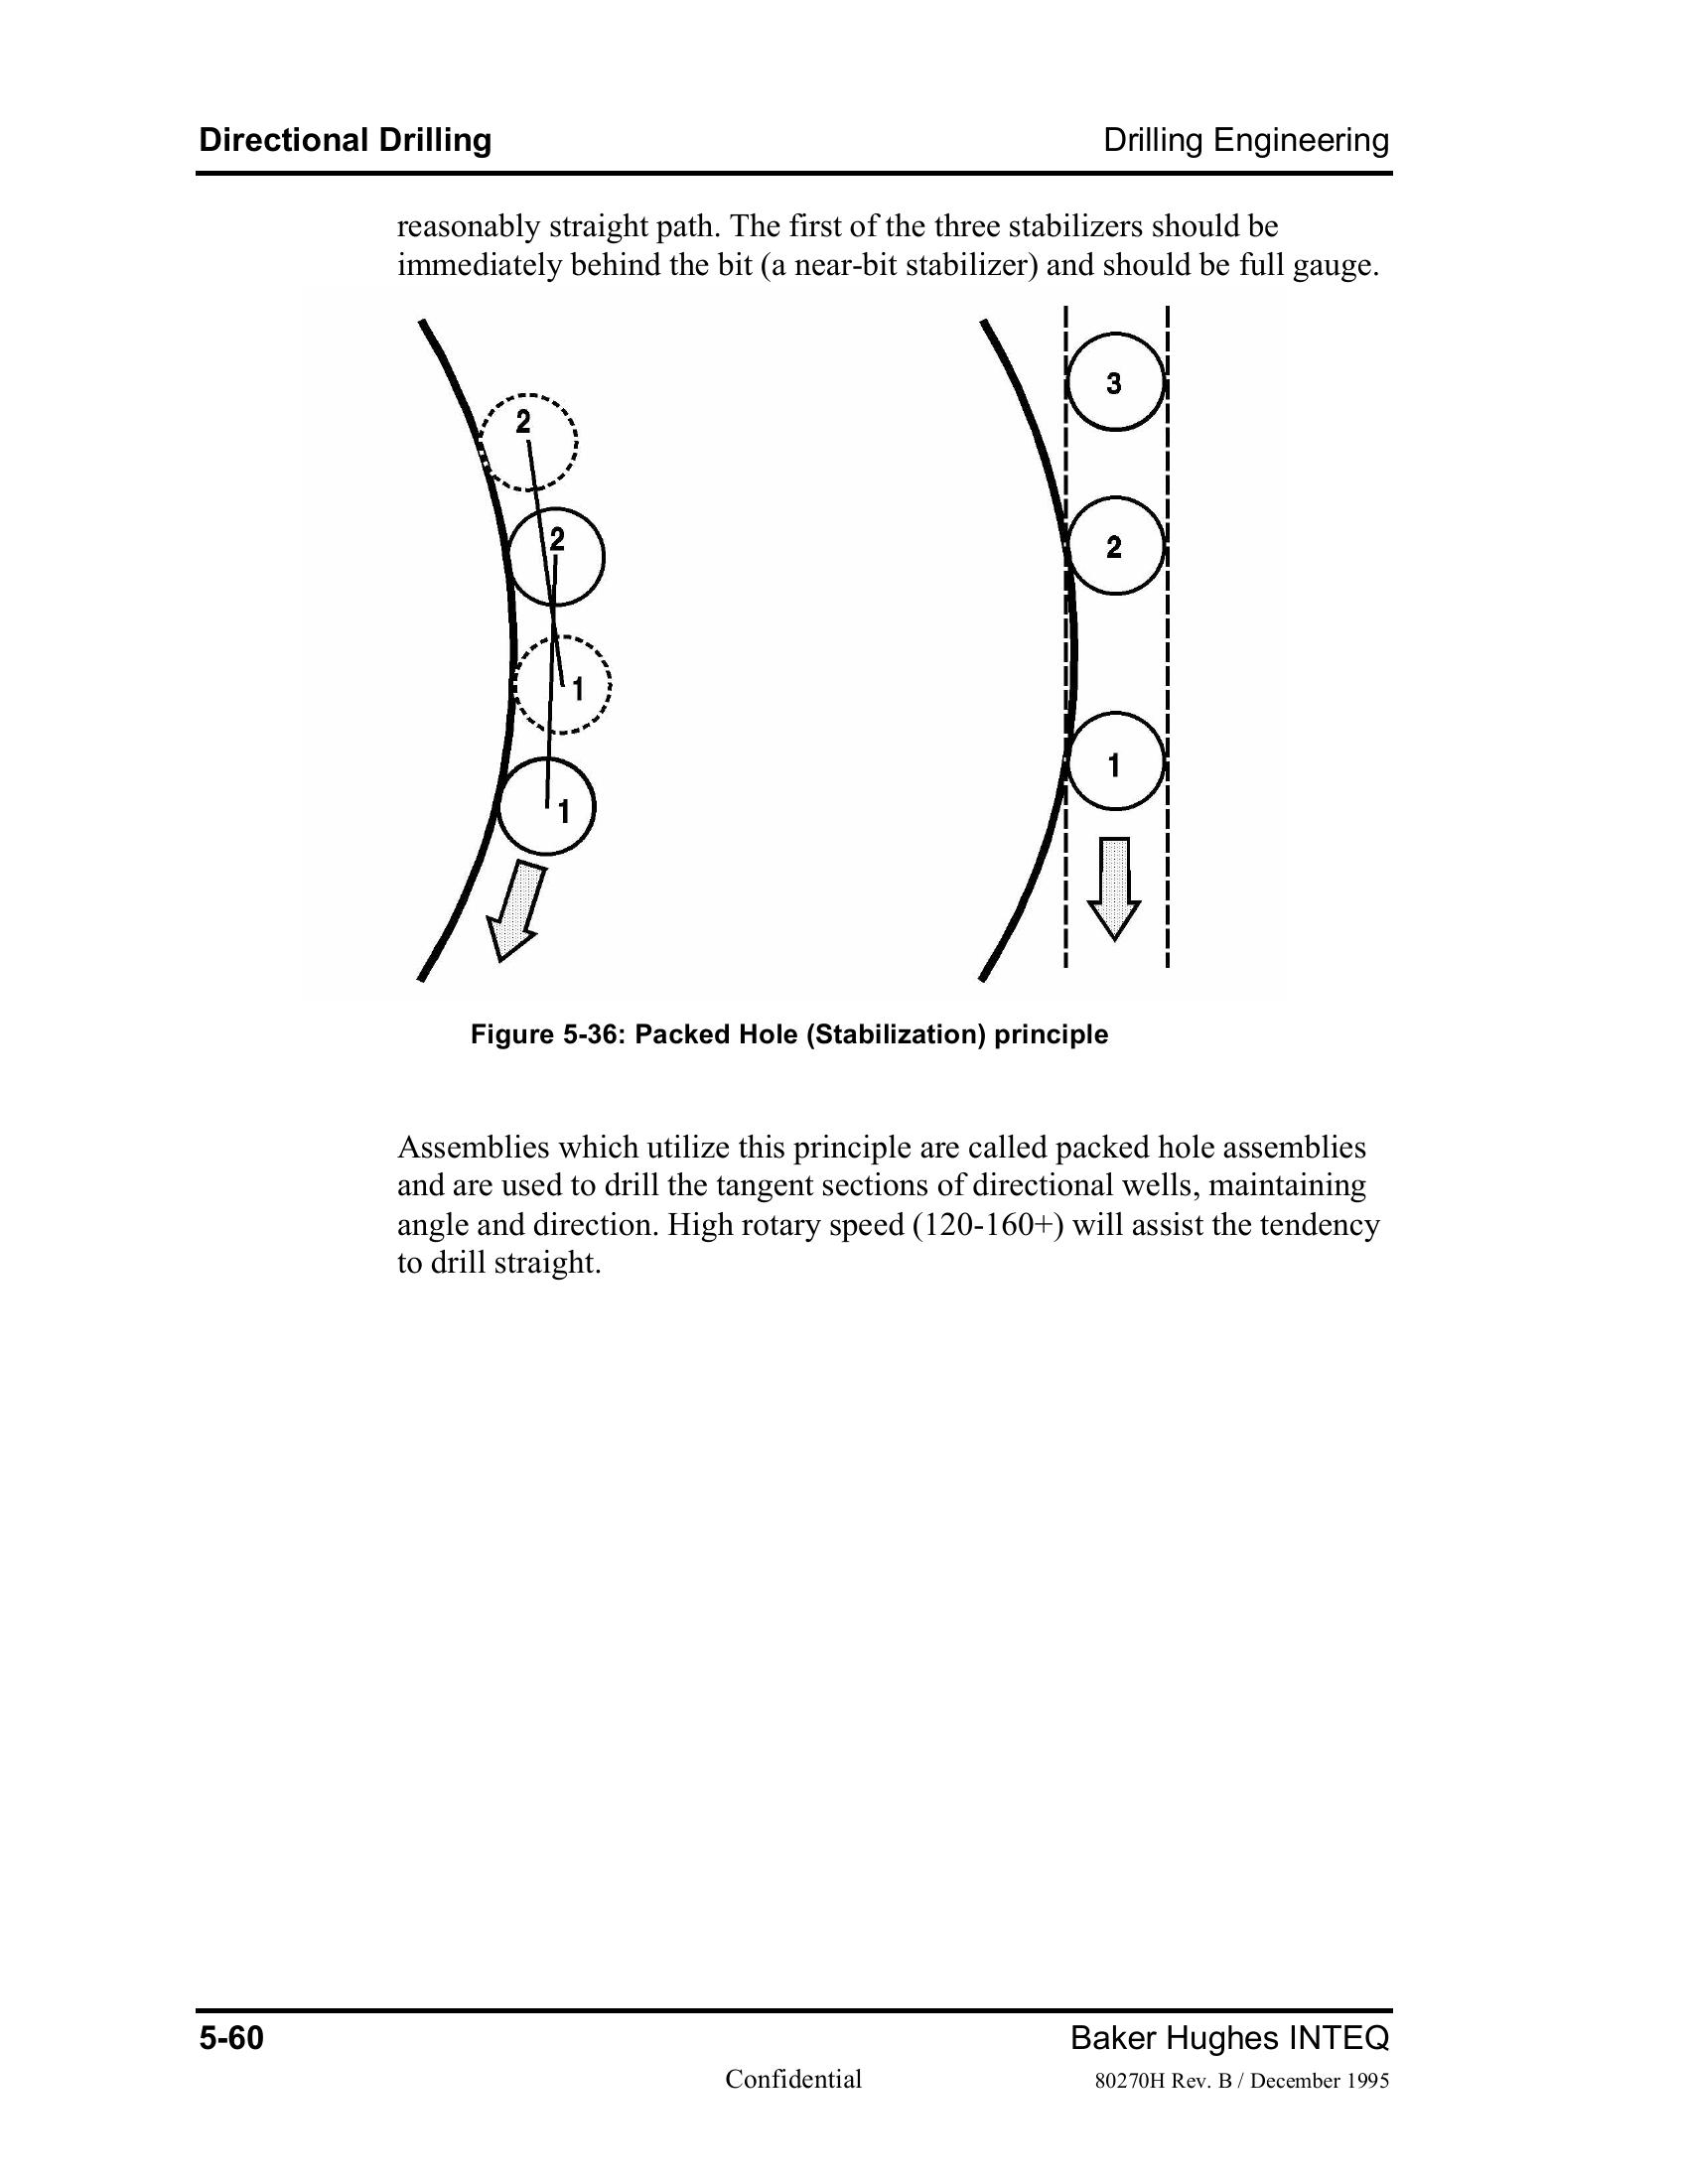 Directional Drilling
Drilling Engineering
reasonably straight path. The first of the three stabilizers should be
immediately behind the bit (a near-bit stabilizer) and should be full gauge.
2
2
1
1
3
2
1
Figure 5-36: Packed Hole (Stabilization) principle
Assemblies which utilize this principle are called packed hole assemblies
and are used to drill the tangent sections of directional wells, maintaining
angle and direction. High rotary speed (120-160+) will assist the tendency
to drill straight.
5-60
Baker Hughes INTEQ
Confidential
80270H Rev. B / December 1995